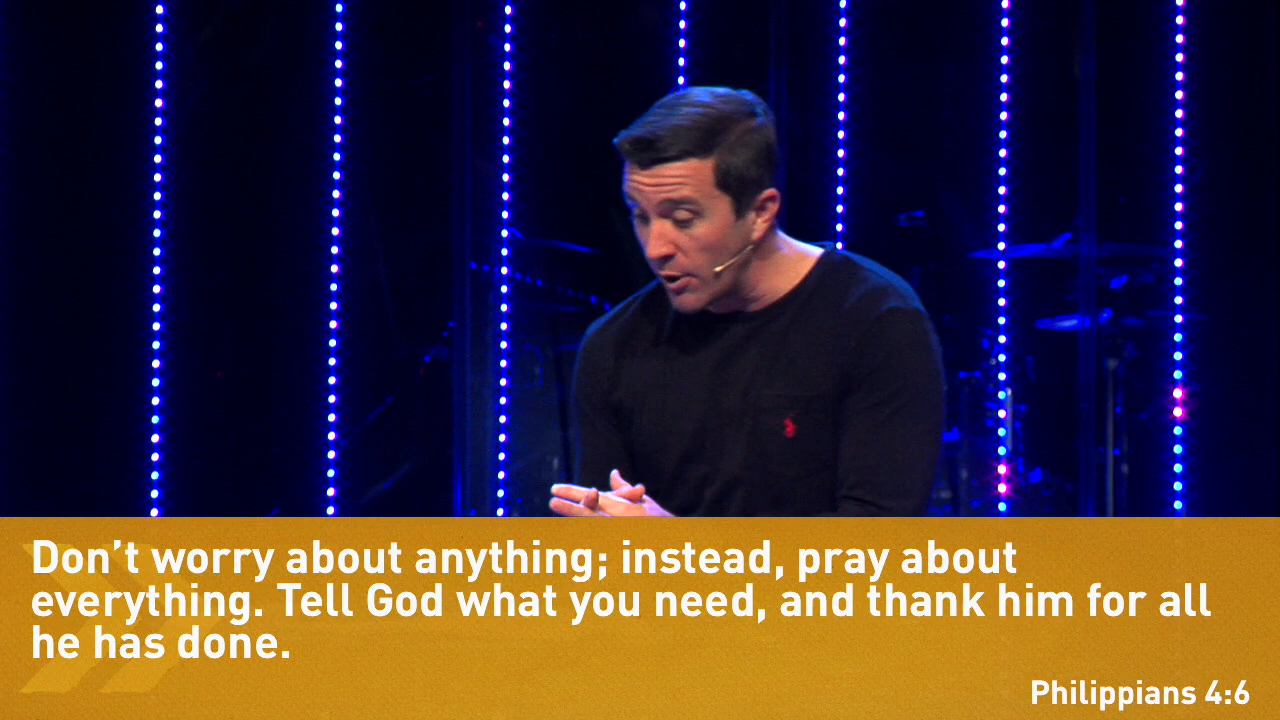 Don’t worry about anything; instead, pray about
everything. Tell God what you need, and thank him for all
he has done.
Philippians 4:6